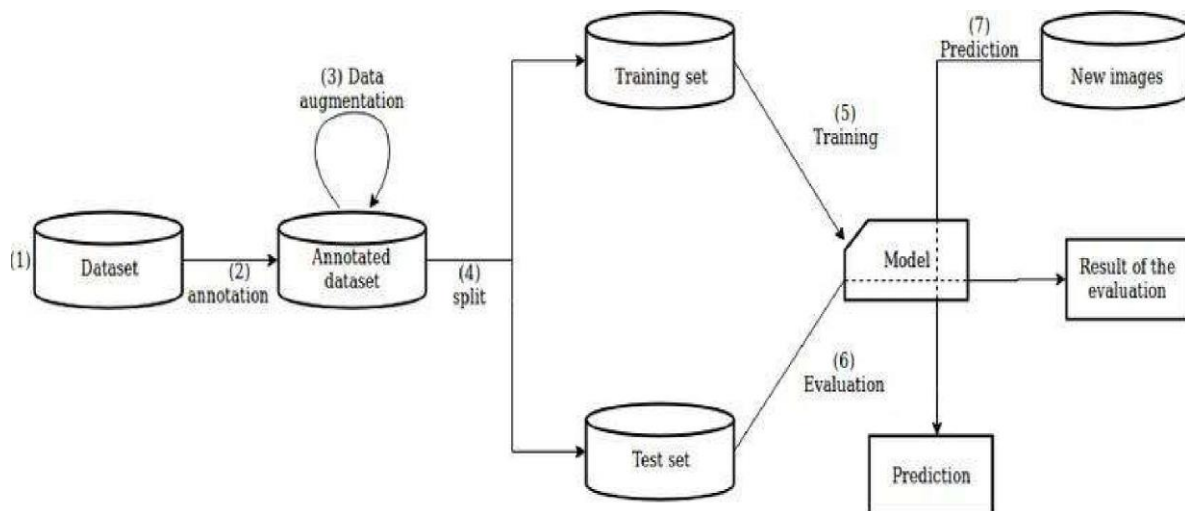 (1)
Dataset
(2)
annotation
(3) Data
augmentation
Annotated
dataset
(4)
split
Training set
Test set
(5)
Training
(6)
Evaluation
Model
(7)
Prediction
New images
Result of the
evaluation
Prediction